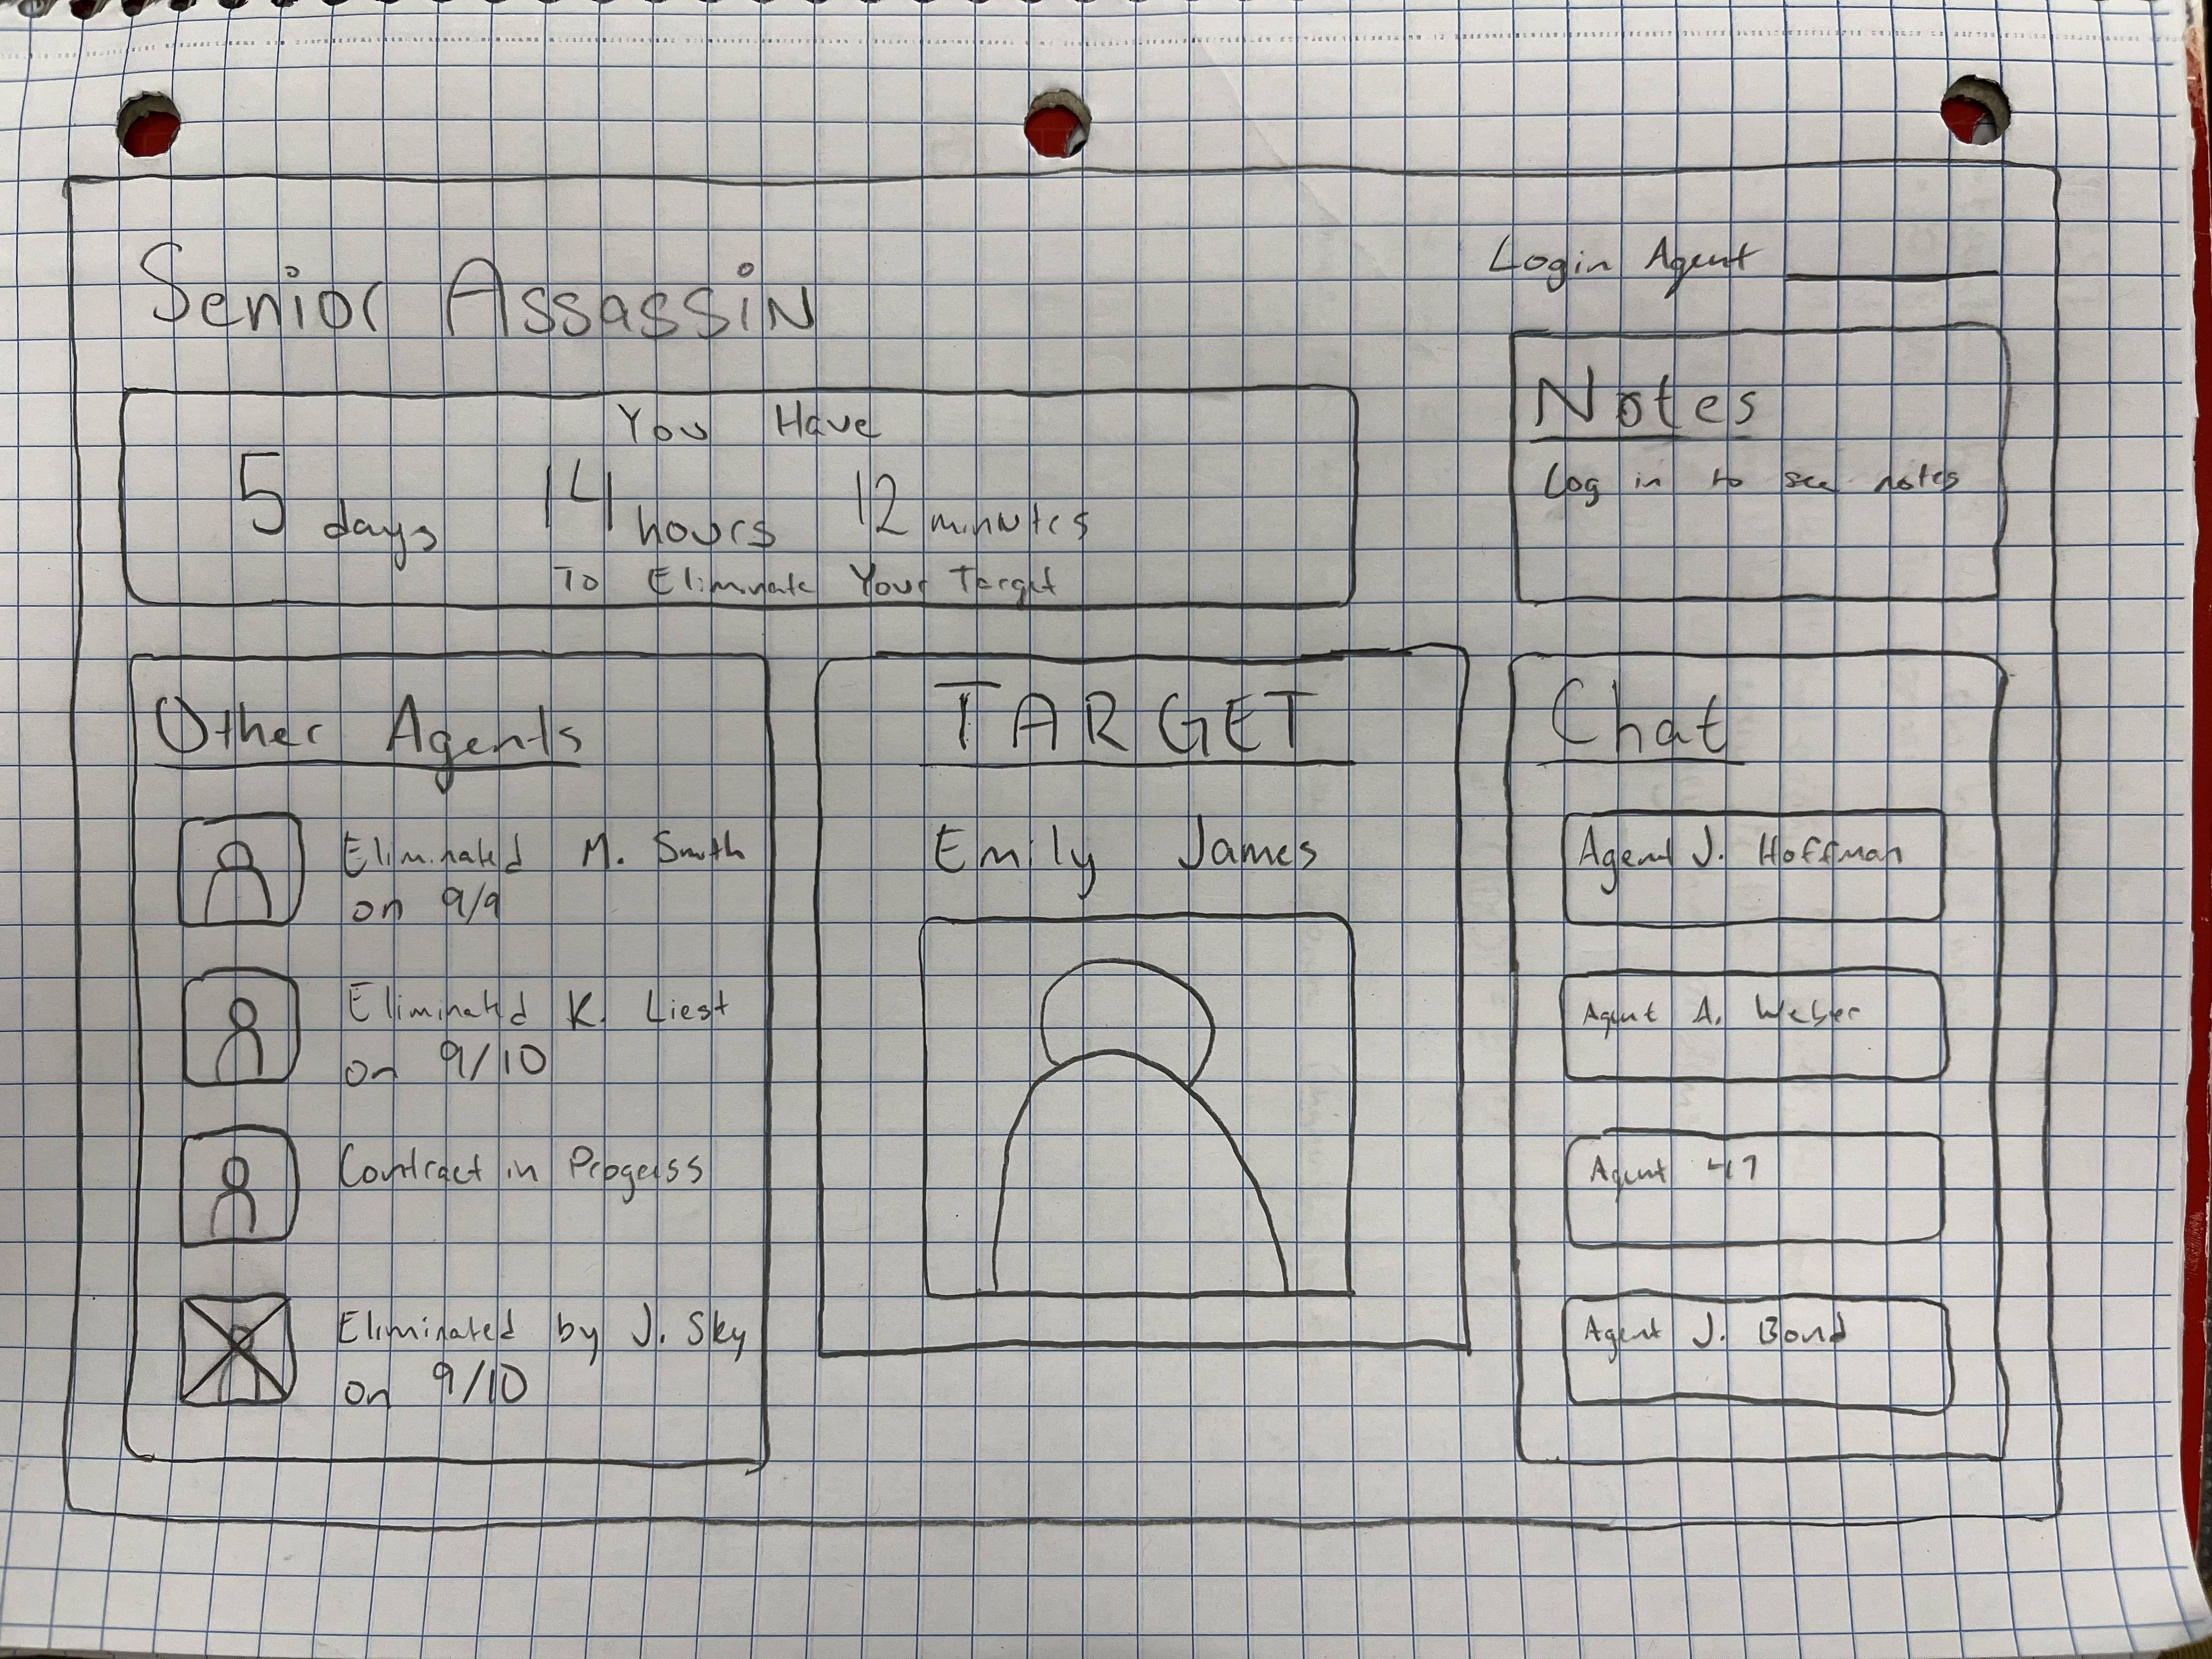 Senior Assassin
Login Agent
You Have
5 days 14 hours 12 minutes
To Eliminate Your Target
Notes
Log in to see notes
Other Agents
Eliminated M. Smith
on 9/9
Eliminated K. Liest
on 9/10
Contract in Progress
Eliminated by J. Sky
on 9/10
TARGET
Emily James
Chat
Agent J. Hoffman
Agent A. Weber
Agent 47
Agent J. Bond